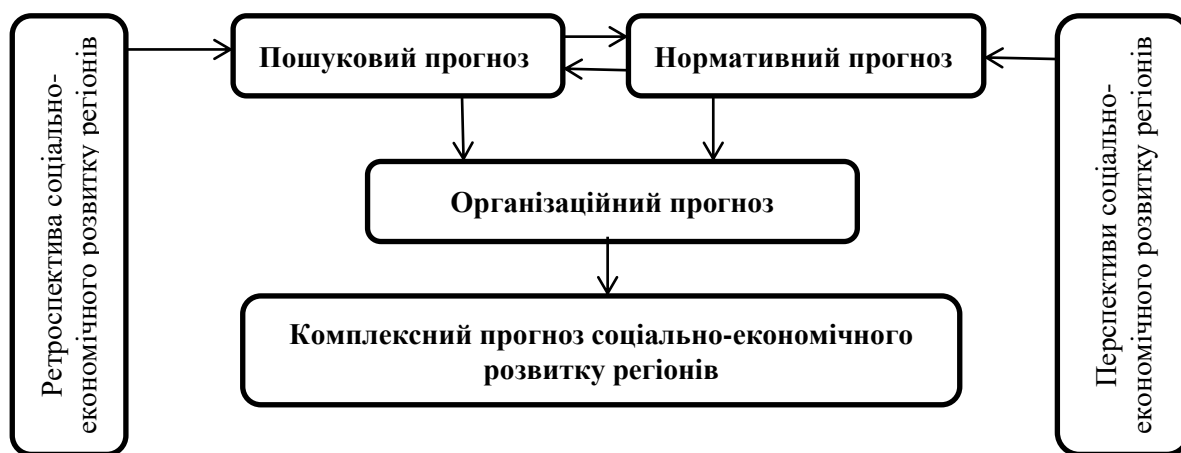 Ретроспектива соціально-
економічного розвитку регіонів
Пошуковий прогноз
Нормативний прогноз
Організаційний прогноз
Комплексний прогноз соціально-економічного
розвитку регіонів
Перспективи соціально-
економічного розвитку регіонів